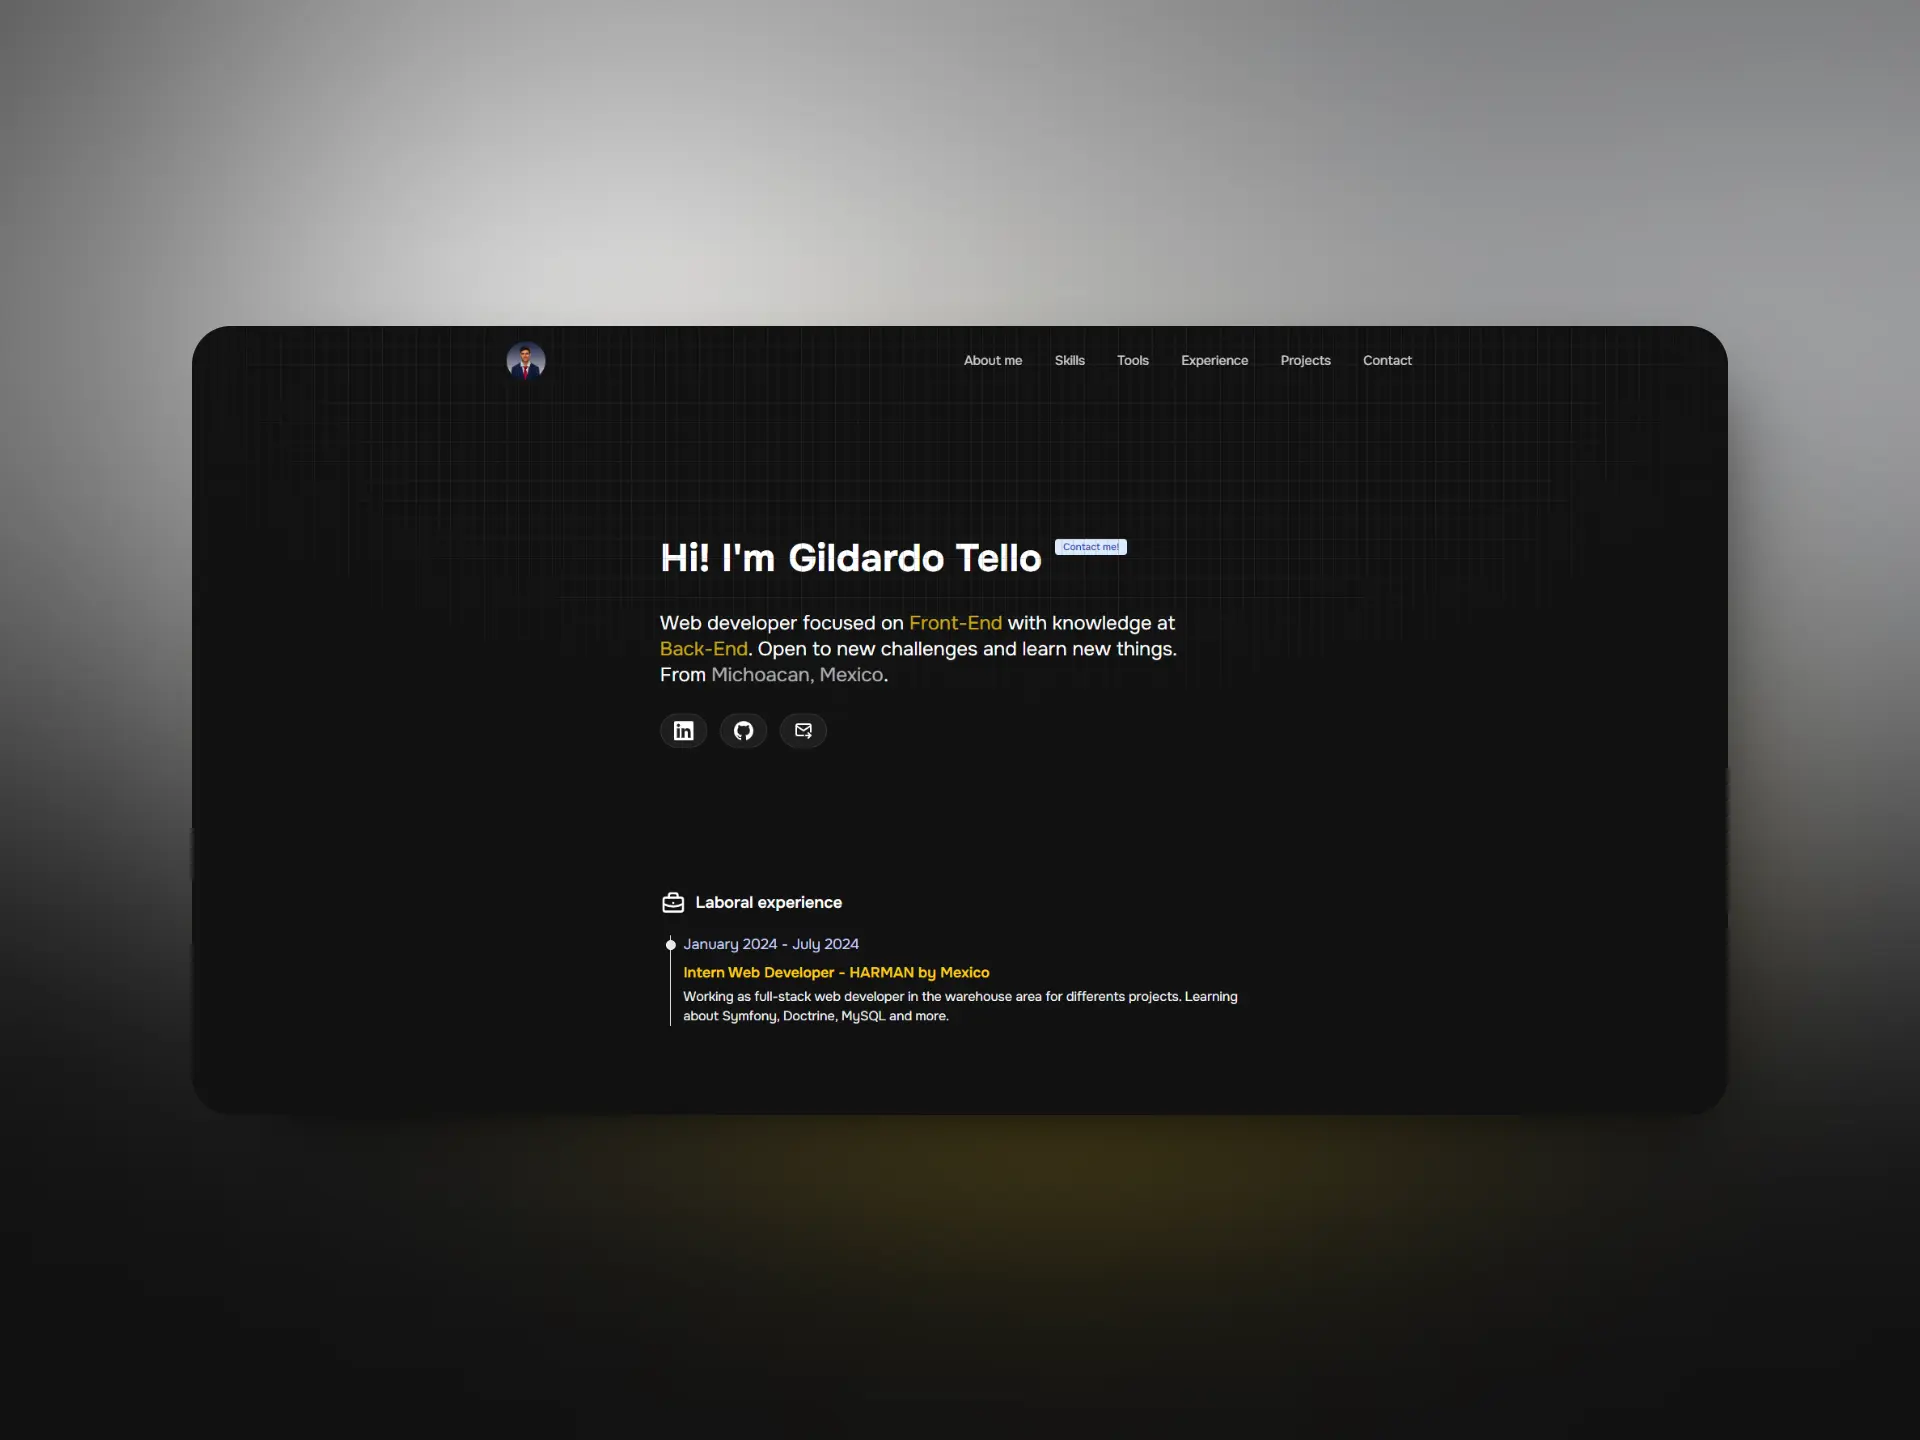 About me Skills Tools Experience Projects Contact
Hi! I'm Gildardo Tello Contact me!
Web developer focused on Front-End with knowledge at
Back-End. Open to new challenges and learn new things.
From Michoacan, Mexico.
Laboral experience
January 2024 - July 2024
Intern Web Developer - HARMAN by Mexico
Working as full-stack web developer in the warehouse area for differents projects. Learning
about Symfony, Doctrine, MySQL and more.